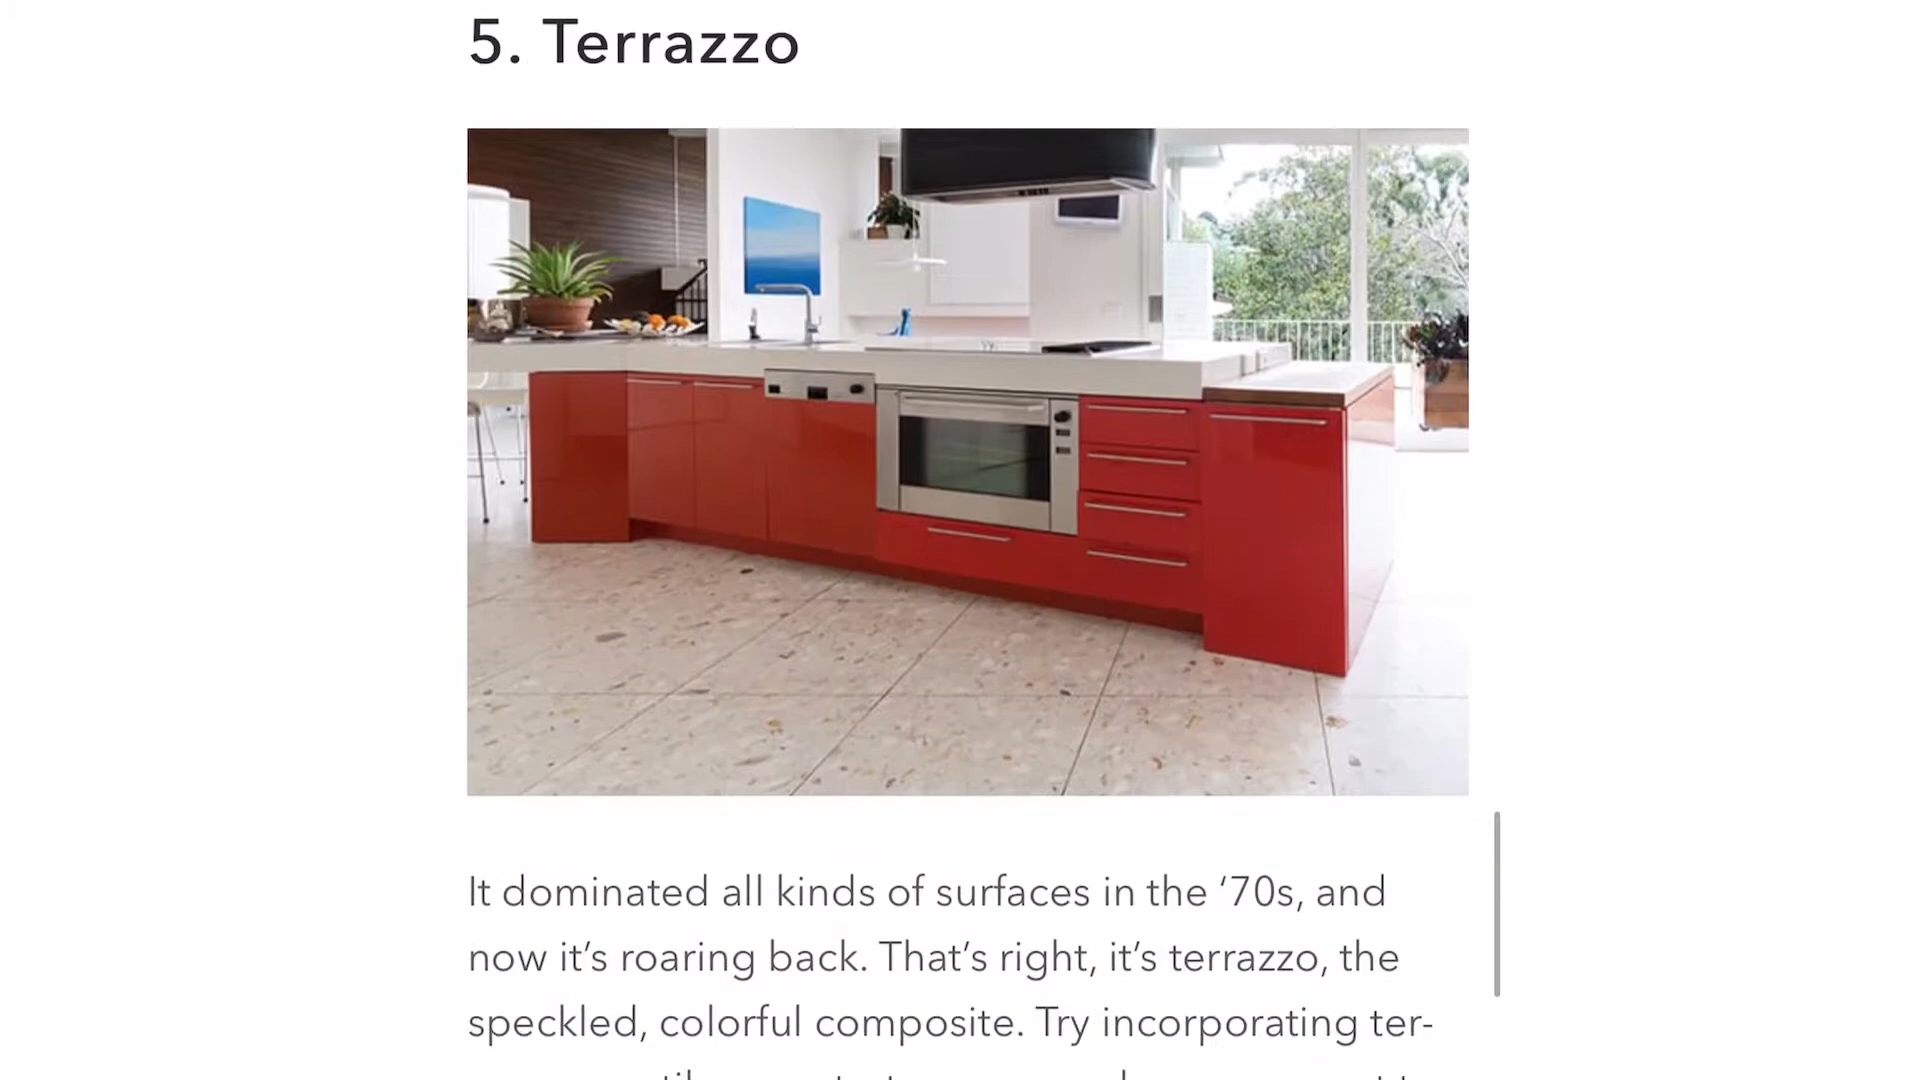 5. Terrazzo
It dominated all kinds of surfaces in the ‘70s, and
now it’s roaring back. That’s right, it’s terrazzo, the
speckled, colorful composite. Try incorporating ter-